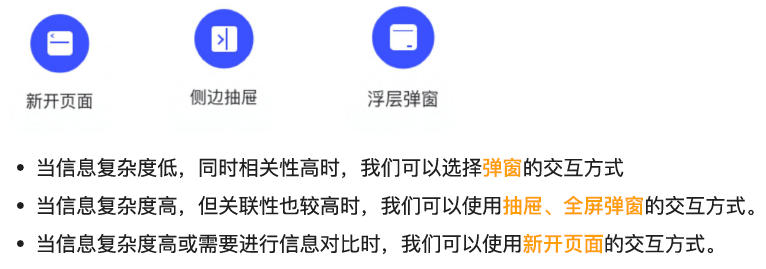 新开页面 侧边抽屉 浮层弹窗
• 当信息复杂度低，同时相关性高时，我们可以选择弹窗的交互方式
• 当信息复杂度高，但关联性也较高时，我们可以使用抽屉、全屏弹窗的交互方式。
• 当信息复杂度高或需要进行信息对比时，我们可以使用新开页面的交互方式。